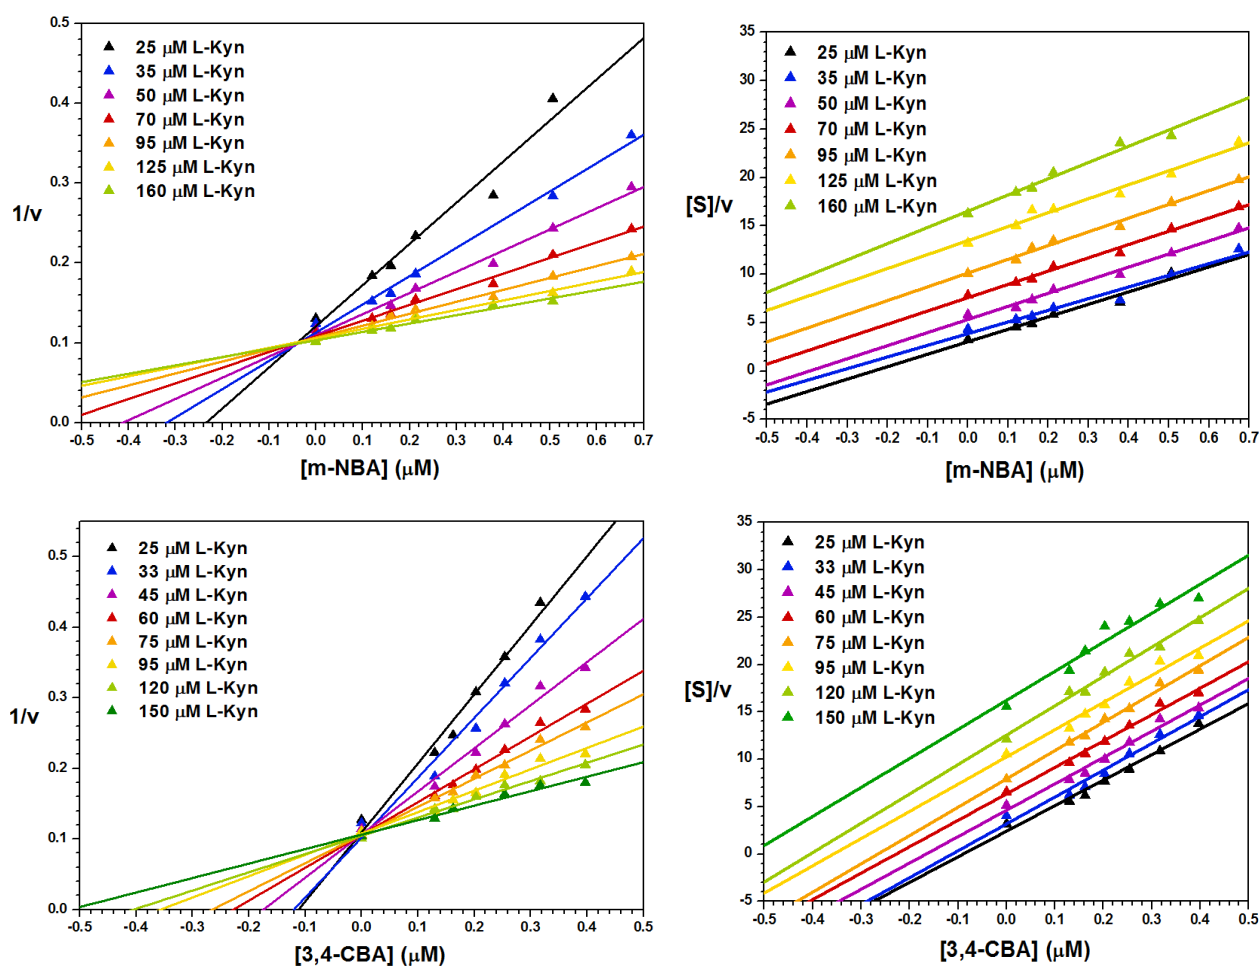 0.5
0.4
0.3
0.2
0.1
0.0
1/v
25 μM L-Kyn
35 μM L-Kyn
50 μM L-Kyn
70 μM L-Kyn
95 μM L-Kyn
125 μM L-Kyn
160 μM L-Kyn
-0.5 -0.4 -0.3 -0.2 -0.1 0.0 0.1 0.2 0.3 0.4 0.5 0.6 0.7
[m-NBA] (μM)
35
30
25
20
15
10
5
0
-5
[S]/v
25 μM L-Kyn
35 μM L-Kyn
50 μM L-Kyn
70 μM L-Kyn
95 μM L-Kyn
125 μM L-Kyn
160 μM L-Kyn
-0.5 -0.4 -0.3 -0.2 -0.1 0.0 0.1 0.2 0.3 0.4 0.5 0.6 0.7
[m-NBA] (μM)
0.5
0.4
0.3
0.2
0.1
0.0
1/v
25 μM L-Kyn
33 μM L-Kyn
45 μM L-Kyn
60 μM L-Kyn
75 μM L-Kyn
95 μM L-Kyn
120 μM L-Kyn
150 μM L-Kyn
-0.5 -0.4 -0.3 -0.2 -0.1 0.0 0.1 0.2 0.3 0.4 0.5
[3,4-CBA] (μM)
35
30
25
20
15
10
5
0
-5
[S]/v
25 μM L-Kyn
33 μM L-Kyn
45 μM L-Kyn
60 μM L-Kyn
75 μM L-Kyn
95 μM L-Kyn
120 μM L-Kyn
150 μM L-Kyn
-0.5 -0.4 -0.3 -0.2 -0.1 0.0 0.1 0.2 0.3 0.4 0.5
[3,4-CBA] (μM)